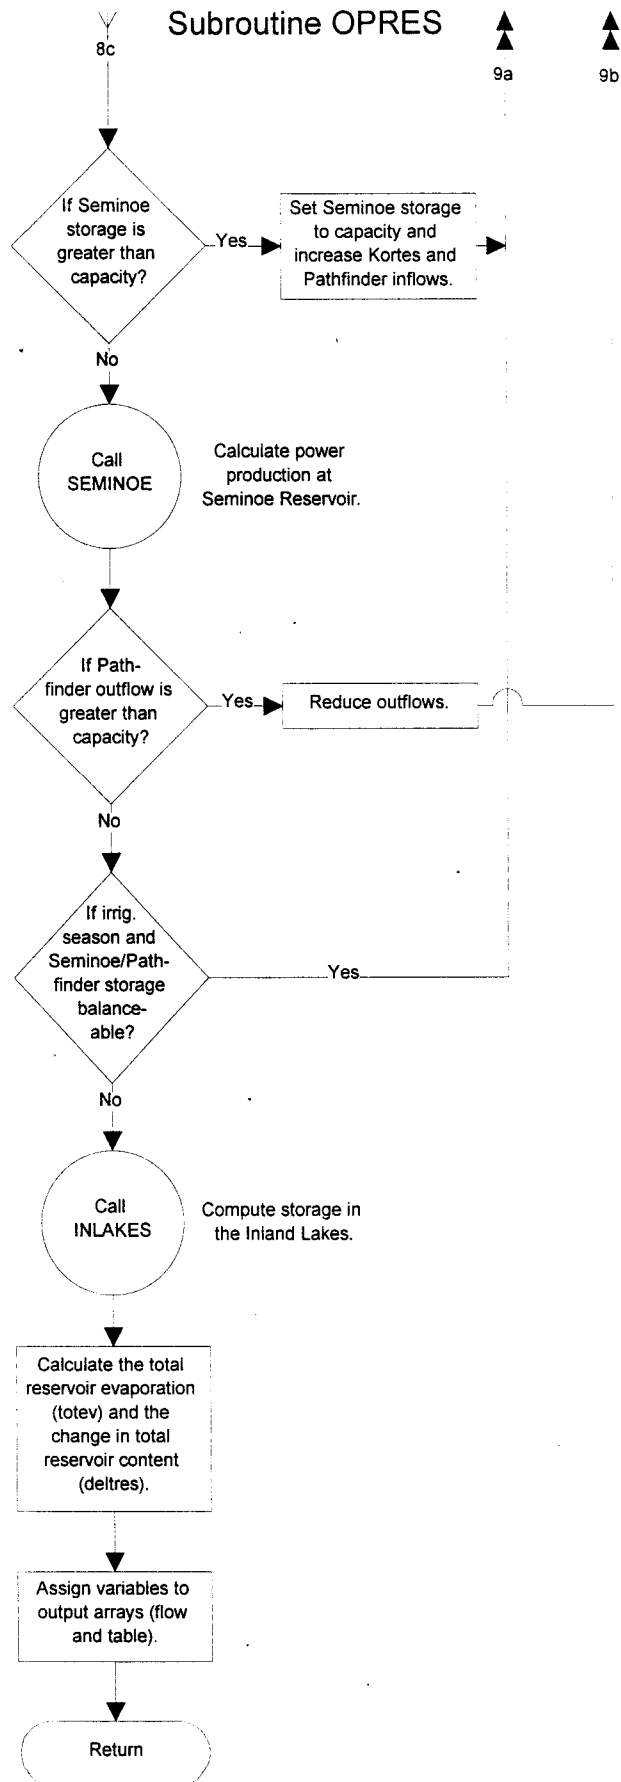 Subroutine OPRES
8c
9a
9b
If Seminoe
storage is
greater than
capacity?
Yes
Set Seminoe storage
to capacity and
increase Kortes and
Pathfinder inflows.
No
Call
SEMINOE
Calculate power
production at
Seminoe Reservoir.
If Path-
finder outflow is
greater than
capacity?
Yes
Reduce outflows.
No
If irrig.
season and
Seminoe/Path-
finder storage
balance-
able?
Yes
No
Call
INLAKES
Compute storage in
the Inland Lakes.
Calculate the total
reservoir evaporation
(totev) and the
change in total
reservoir content
(deltres).
Assign variables to
output arrays (flow
and table).
Return